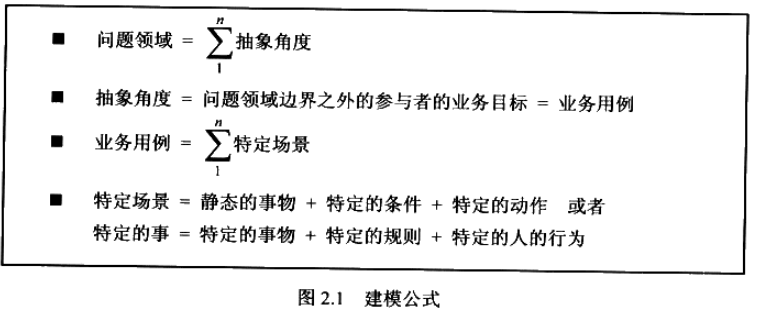 ■ 问题领域 = n∑1 抽象角度
■ 抽象角度 = 问题领域边界之外的参与者的业务目标 = 业务用例
■ 业务用例 = n∑1 特定场景
■ 特定场景 = 静态的事物 + 特定的条件 + 特定的动作 或者
特定的事 = 特定的事物 + 特定的规则 + 特定的人的行为
图 2.1 建模公式